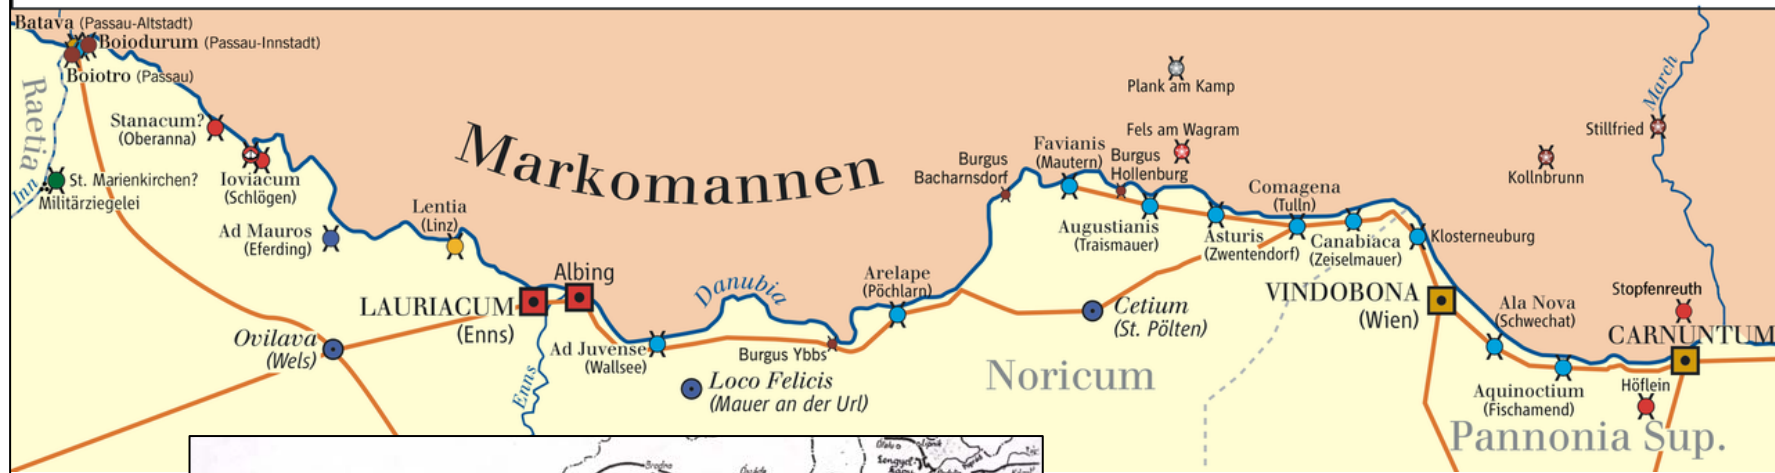 Batava (Passau-Altstadt)
Boiodurum (Passau-Innstadt)
Boiotro (Passau)
Raetia
Inn
St. Marienkirchen?
Militärziegelei
Stanacum?
(Oberanna)
Ioviacum
(Schlögen)
Ad Mauros
(Eferding)
Lentia
(Linz)
Markomannen
Albing
LAURIACUM
(Enns)
Ovilava
(Wels)
Enns
Ad Juvense
(Wallsee)
Danubia
Burgus Ybbs
Loco Felicis
(Mauer an der Url)
Arelape
(Pöchlarn)
Burgus
Bacharnsdorf
Favianis
(Mautern)
Burgus
Hollenburg
Plank am Kamp
Fels am Wagram
Augustianis
(Traismauer)
Asturis
(Zwentendorf)
Comagena
(Tulln)
Canabiaca
(Zeiselmauer)
Klosterneuburg
Cetium
(St. Pölten)
Noricum
VINDOBONA
(Wien)
Ala Nova
(Schwechat)
Aquinoctium
(Fischamend)
Stopfenreuth
CARNUNTUM
Höflein
Pannonia Sup.
Kollnbrunn
Stillfried
March